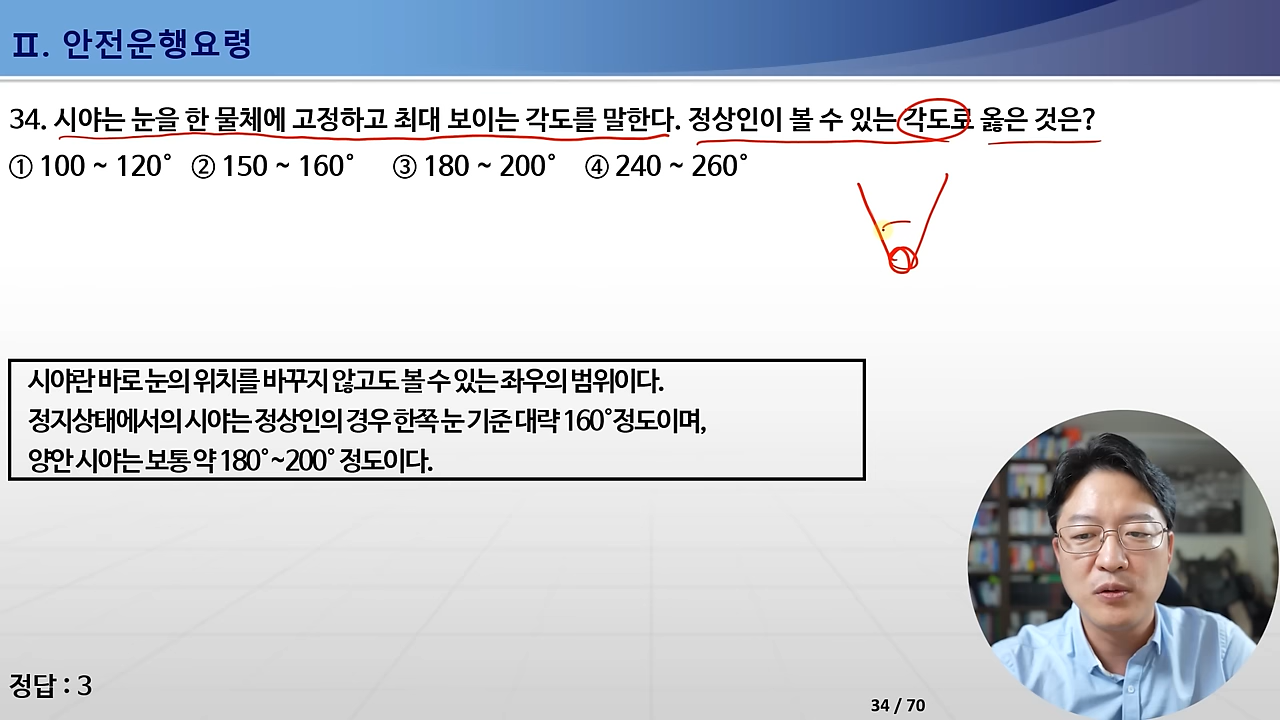 Ⅱ. 안전운행요령
34. 시야는 눈을 한 물체에 고정하고 최대 보이는 각도를 말한다. 정상인이 볼 수 있는 각도로 옳은 것은?
① 100 ~ 120° ② 150 ~ 160° ③ 180 ~ 200° ④ 240 ~ 260°
시야란 바로 눈의 위치를 바꾸지 않고도 볼 수 있는 좌우의 범위이다.
정지상태에서의 시야는 정상인의 경우 한쪽 눈 기준 대략 160°정도이며,
양안 시야는 보통 약 180°~200° 정도이다.
정답 : 3
34 / 70